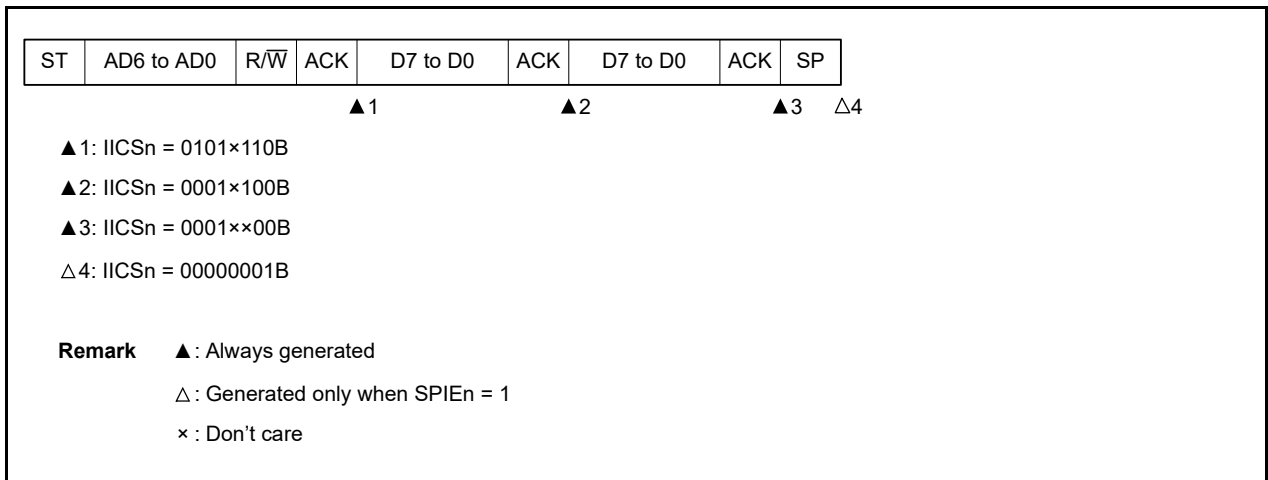 ST AD6 to AD0 R/W̅ ACK D7 to D0 ACK D7 to D0 ACK SP
▲1 ▲2 ▲3 △4
▲1: IICSn = 0101×110B
▲2: IICSn = 0001×100B
▲3: IICSn = 0001××00B
△4: IICSn = 00000001B
Remark ▲: Always generated
△: Generated only when SPIEn = 1
×: Don't care